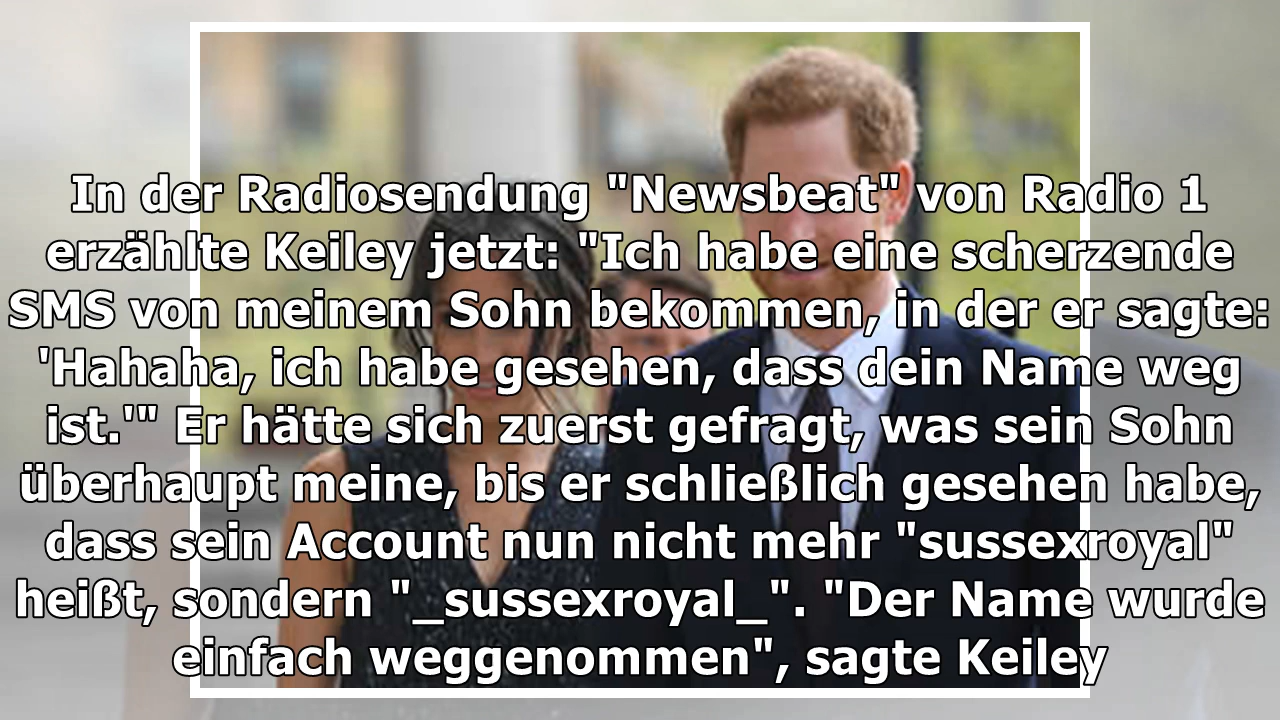 In der Radiosendung "Newsbeat" von Radio 1
erzählte Keiley jetzt: "Ich habe eine scherzende
SMS von meinem Sohn bekommen, in der er sagte:
'Hahaha, ich habe gesehen, dass dein Name weg
ist.'" Er hätte sich zuerst gefragt, was sein Sohn
überhaupt meine, bis er schließlich gesehen habe,
dass sein Account nun nicht mehr "sussexroyal"
heißt, sondern "_sussexroyal_". "Der Name wurde
einfach weggenommen", sagte Keiley